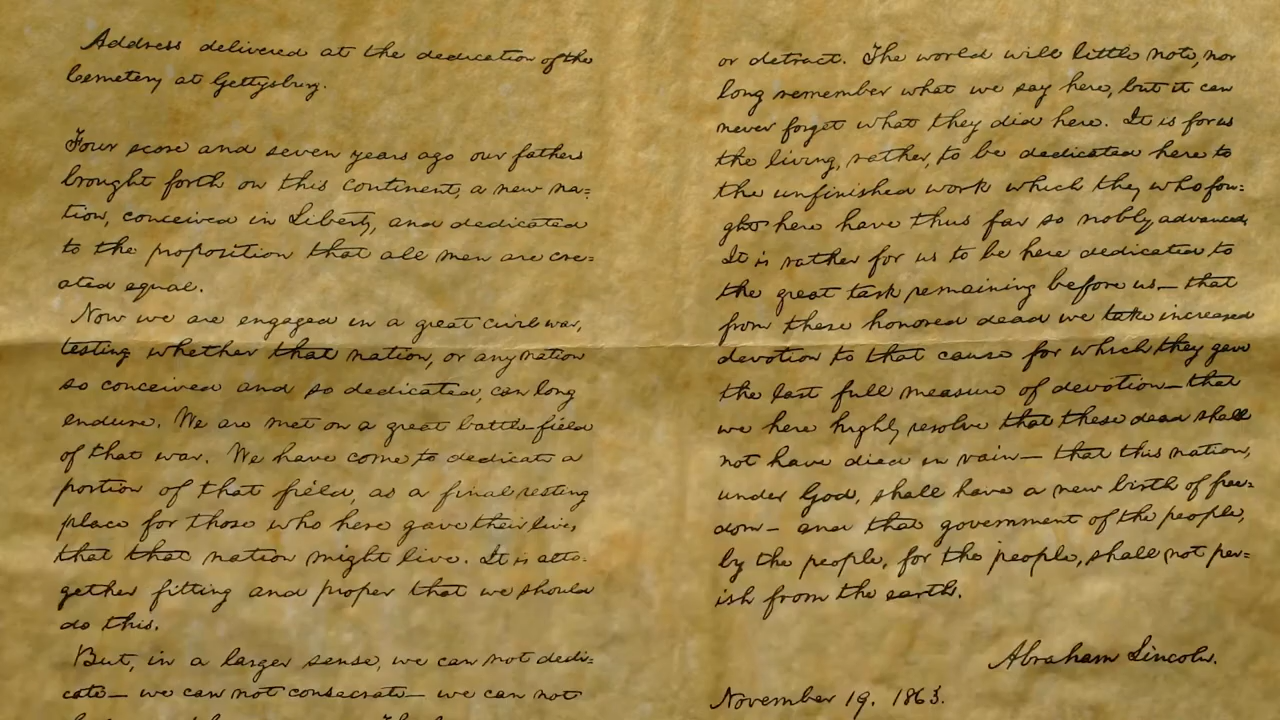 Address delivered at the dedication of the
Cemetery at Gettysburg.
Four score and seven years ago our fathers
brought forth on this continent, a new na=
tion, conceived in Liberty, and dedicated
to the proposition that all men are cre=
ated equal.
Now we are engaged in a great civil war,
testing whether that nation, or any nation
so conceived and so dedicated, can long
endure. We are met on a great battle-field
of that war. We have come to dedicate a
portion of that field, as a final resting
place for those who here gave their lives,
that that nation might live. It is alto-
gether fitting and proper that we should
do this.
But, in a larger sense, we can not dedi=
cate— we can not consecrate— we can not
or detract. The world will little note, nor
long remember what we say here, but it can
never forget what they did here. It is for us
the living, rather, to be dedicated here to
the unfinished work which they who fou=
ght here have thus far so nobly advanced.
It is rather for us to be here dedicated to
the great task remaining before us— that
from these honored dead we take increased
devotion to that cause for which they gave
the last full measure of devotion— that
we here highly resolve that these dead shall
not have died in vain— that this nation,
under God, shall have a new birth of free=
dom— and that government of the people,
by the people, for the people, shall not per=
ish from the earth.
Abraham Lincoln.
November 19. 1863.